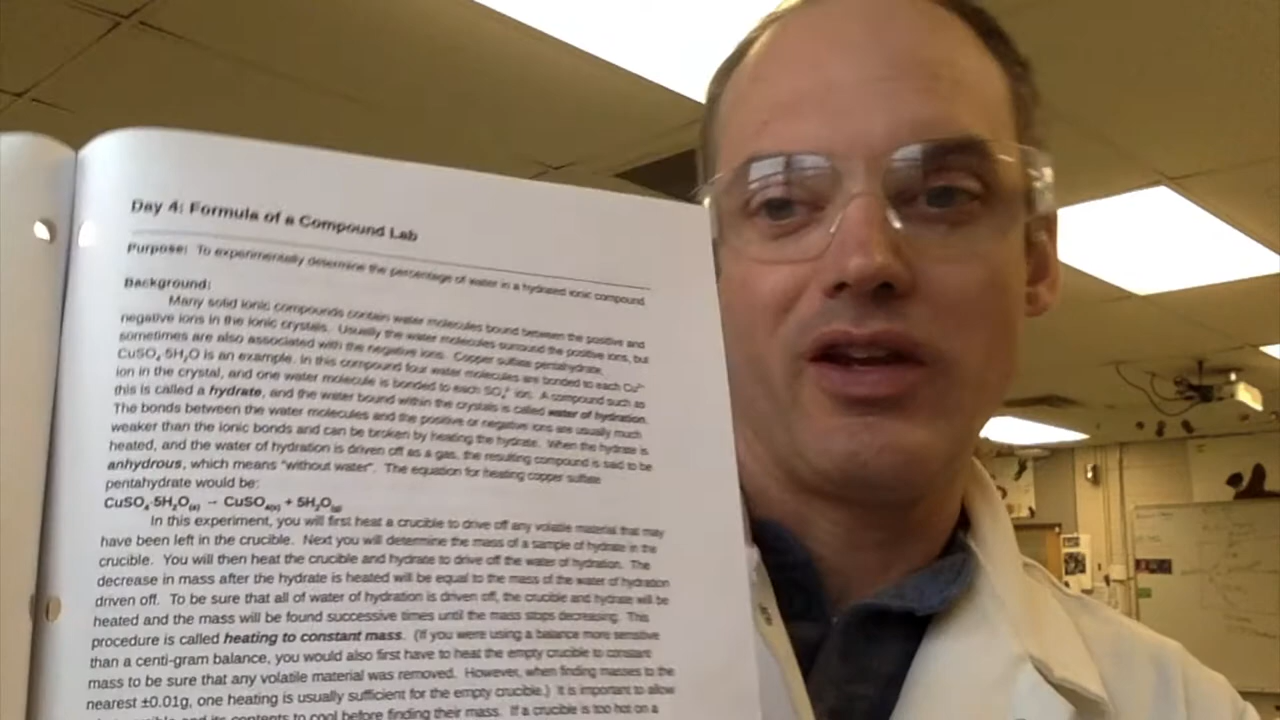 Day 4: Formula of a Compound Lab
Purpose: To experimentally determine the percentage of water in a hydrated ionic compound
Background:
Many solid ionic compounds contain water molecules bound between the positive and
negative ions in the ionic crystals. Usually the water molecules surround the positive ions, but
sometimes are also associated with the negative ions. Copper sulfate pentahydrate,
CuSO₄·5H₂O is an example. In this compound four water molecules are bonded to each Cu²⁺
ion in the crystal, and one water molecule is bonded to each SO₄²⁻ ion. A compound such as
this is called a hydrate, and the water bound within the crystals is called water of hydration.
The bonds between the water molecules and the positive or negative ions are usually much
weaker than the ionic bonds and can be broken by heating the hydrate. When the hydrate is
heated, and the water of hydration is driven off as a gas, the resulting compound is said to be
anhydrous, which means "without water". The equation for heating copper sulfate
pentahydrate would be:
CuSO₄·5H₂O₍ₛ₎ → CuSO₄₍ₛ₎ + 5H₂O₍g₎
In this experiment, you will first heat a crucible to drive off any volatile material that may
have been left in the crucible. Next you will determine the mass of a sample of hydrate in the
crucible. You will then heat the crucible and hydrate to drive off the water of hydration. The
decrease in mass after the hydrate is heated will be equal to the mass of the water of hydration
driven off. To be sure that all of water of hydration is driven off, the crucible and hydrate will be
heated and the mass will be found successive times until the mass stops decreasing. This
procedure is called heating to constant mass. (If you were using a balance more sensitive
than a centi-gram balance, you would also first have to heat the empty crucible to constant
mass to be sure that any volatile material was removed. However, when finding masses to the
nearest ±0.01g, one heating is usually sufficient for the empty crucible.) It is important to allow
and its contents to cool before finding their mass. If a crucible is too hot on a